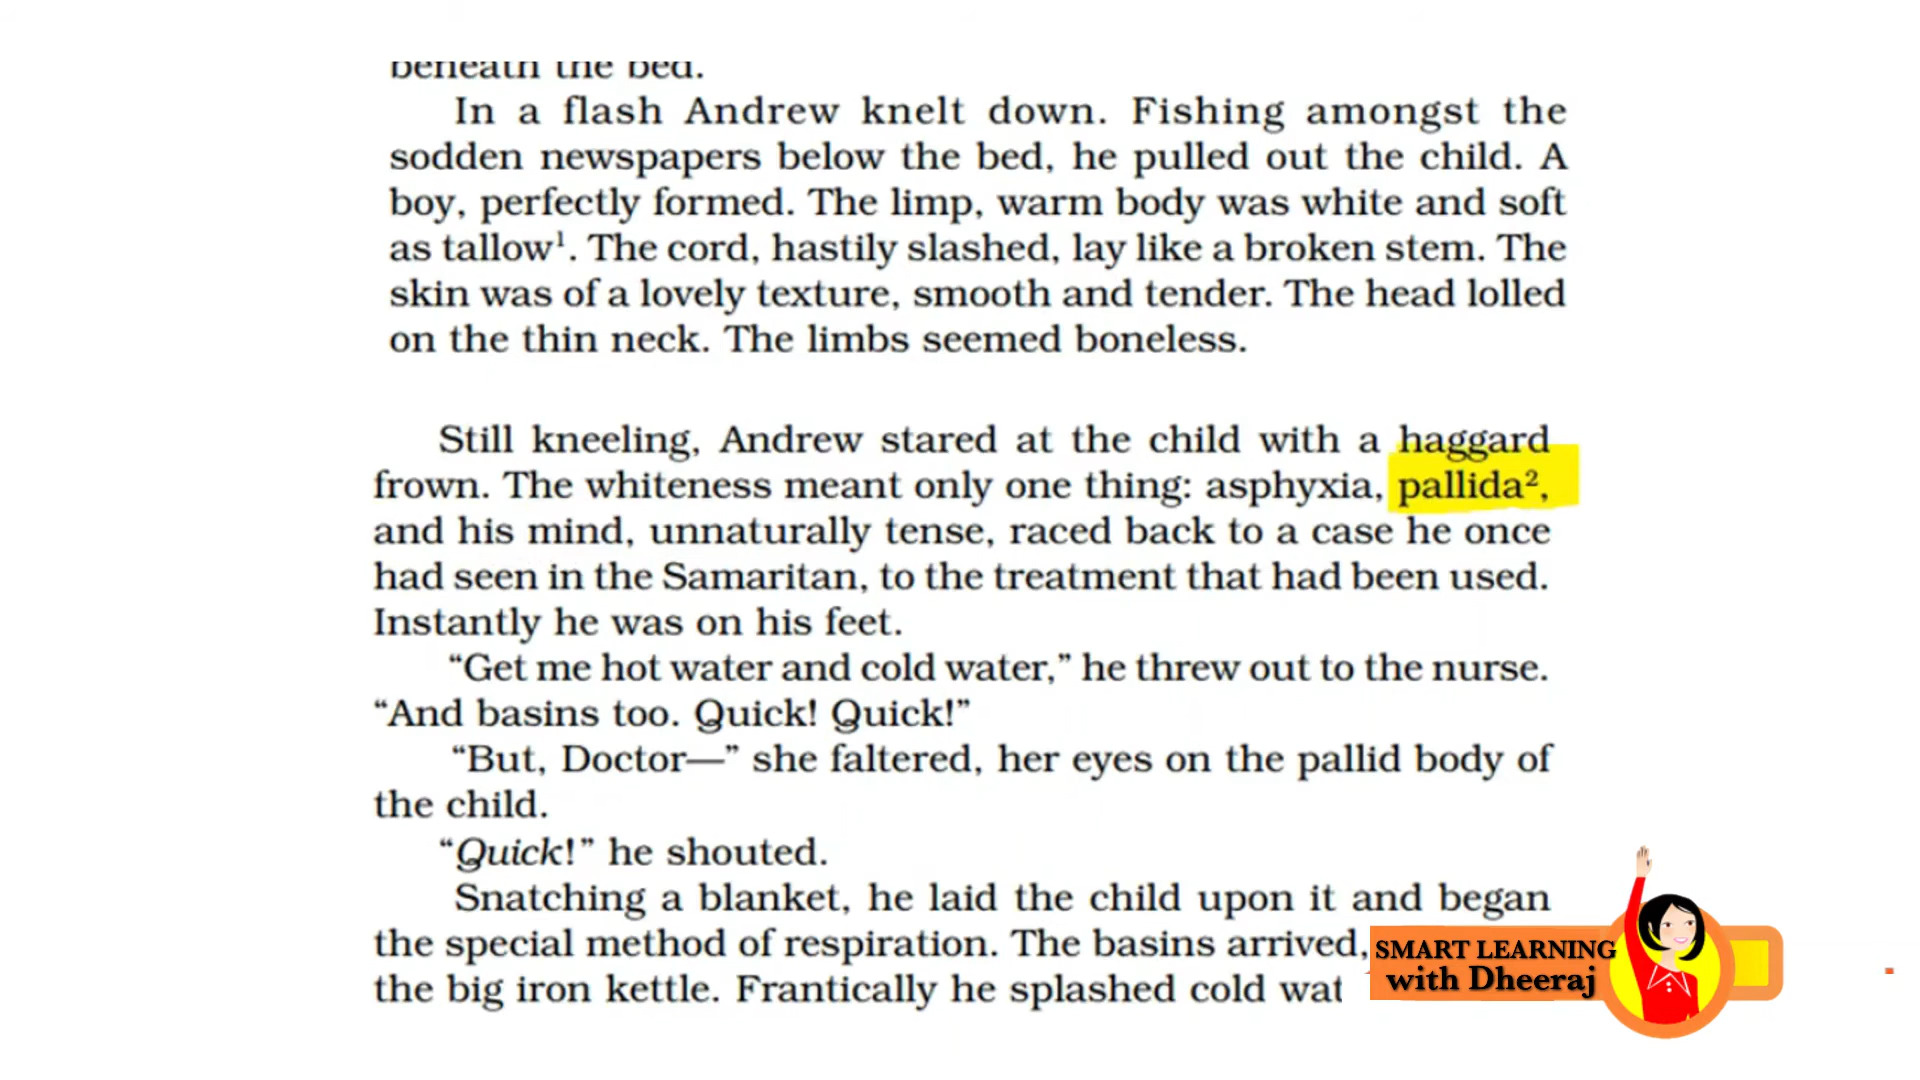 beneath the bed.
In a flash Andrew knelt down. Fishing amongst the
sodden newspapers below the bed, he pulled out the child. A
boy, perfectly formed. The limp, warm body was white and soft
as tallow¹. The cord, hastily slashed, lay like a broken stem. The
skin was of a lovely texture, smooth and tender. The head lolled
on the thin neck. The limbs seemed boneless.
Still kneeling, Andrew stared at the child with a haggard
frown. The whiteness meant only one thing: asphyxia, pallida²,
and his mind, unnaturally tense, raced back to a case he once
had seen in the Samaritan, to the treatment that had been used.
Instantly he was on his feet.
“Get me hot water and cold water,” he threw out to the nurse.
“And basins too. Quick! Quick!”
“But, Doctor—” she faltered, her eyes on the pallid body of
the child.
“Quick!” he shouted.
Snatching a blanket, he laid the child upon it and began
the special method of respiration. The basins arrived,
the big iron kettle. Frantically he splashed cold wat
SMART LEARNING
with Dheeraj